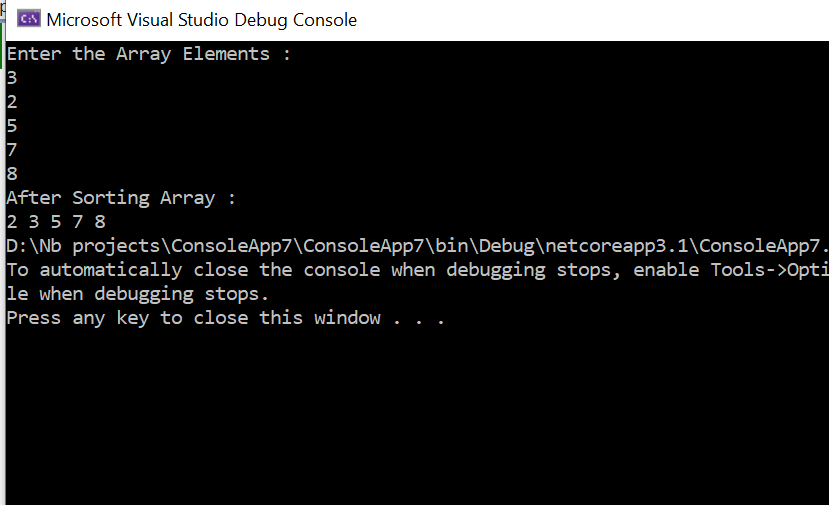 Microsoft Visual Studio Debug Console
Enter the Array Elements :
3
2
5
7
8
After Sorting Array :
2 3 5 7 8
D:\Nb projects\ConsoleApp7\ConsoleApp7\bin\Debug\netcoreapp3.1\ConsoleApp7.
To automatically close the console when debugging stops, enable Tools->Opti
le when debugging stops.
Press any key to close this window . . .